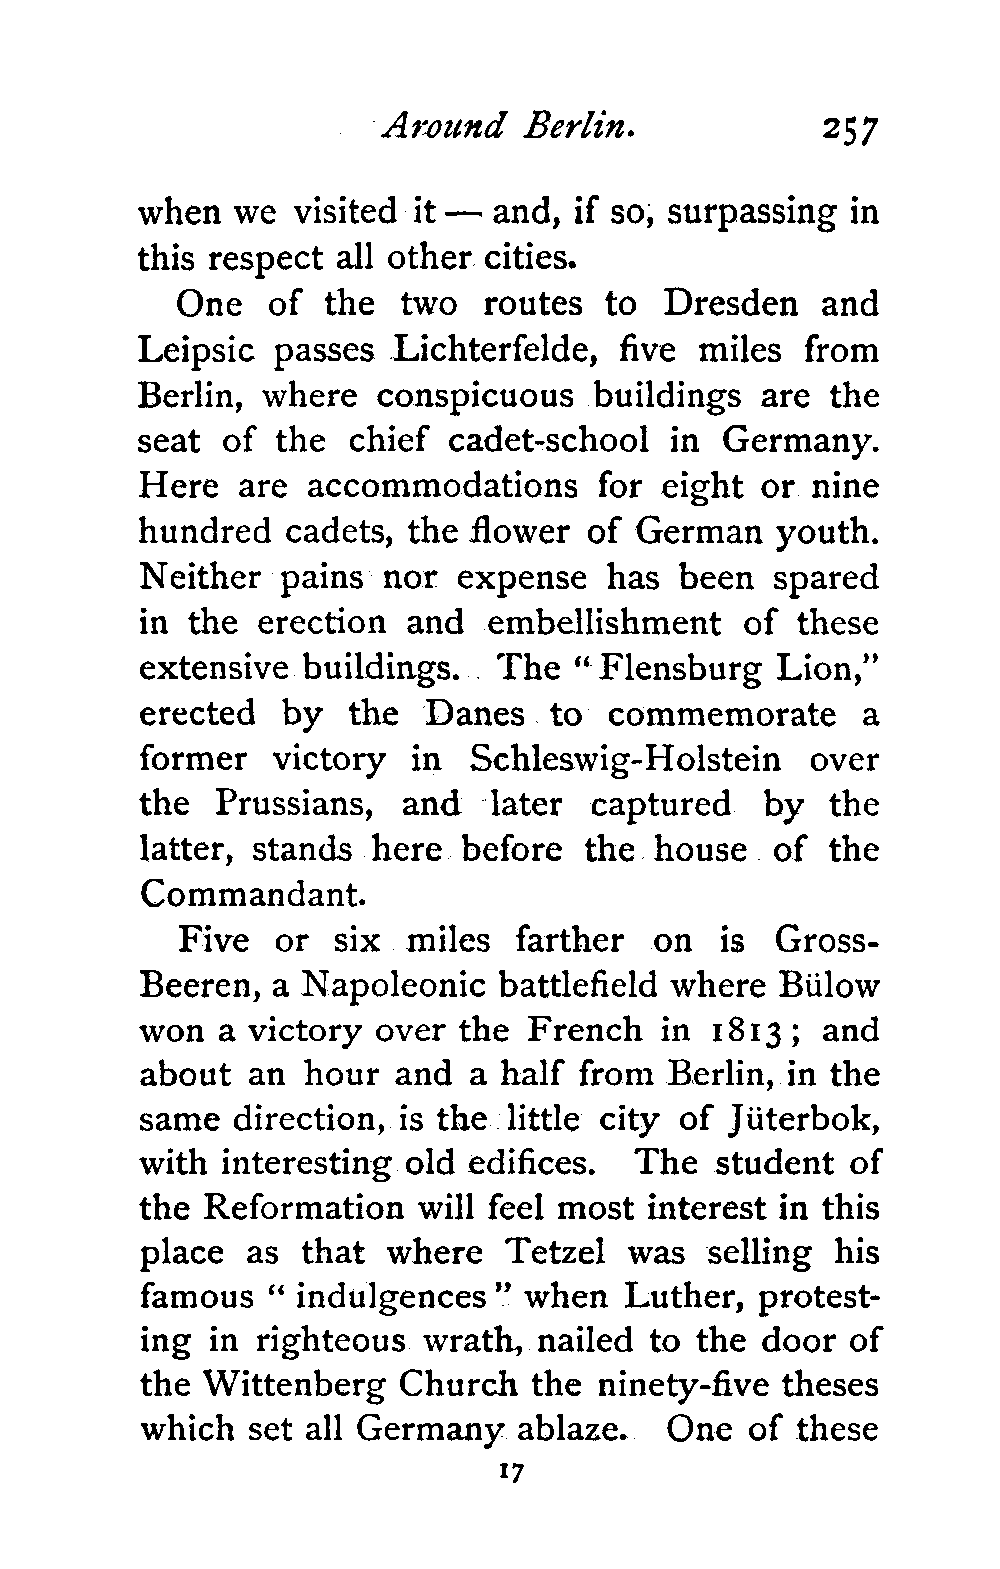 Around Berlin. 257
when we visited it — and, if so, surpassing in
this respect all other cities.
One of the two routes to Dresden and
Leipsic passes Lichterfelde, five miles from
Berlin, where conspicuous buildings are the
seat of the chief cadet-school in Germany.
Here are accommodations for eight or nine
hundred cadets, the flower of German youth.
Neither pains nor expense has been spared
in the erection and embellishment of these
extensive buildings. The “ Flensburg Lion,”
erected by the Danes to commemorate a
former victory in Schleswig-Holstein over
the Prussians, and later captured by the
latter, stands here before the house of the
Commandant.
Five or six miles farther on is Gross-
Beeren, a Napoleonic battlefield where Bülow
won a victory over the French in 1813 ; and
about an hour and a half from Berlin, in the
same direction, is the little city of Jüterbok,
with interesting old edifices. The student of
the Reformation will feel most interest in this
place as that where Tetzel was selling his
famous “ indulgences ” when Luther, protest-
ing in righteous wrath, nailed to the door of
the Wittenberg Church the ninety-five theses
which set all Germany ablaze. One of these
17